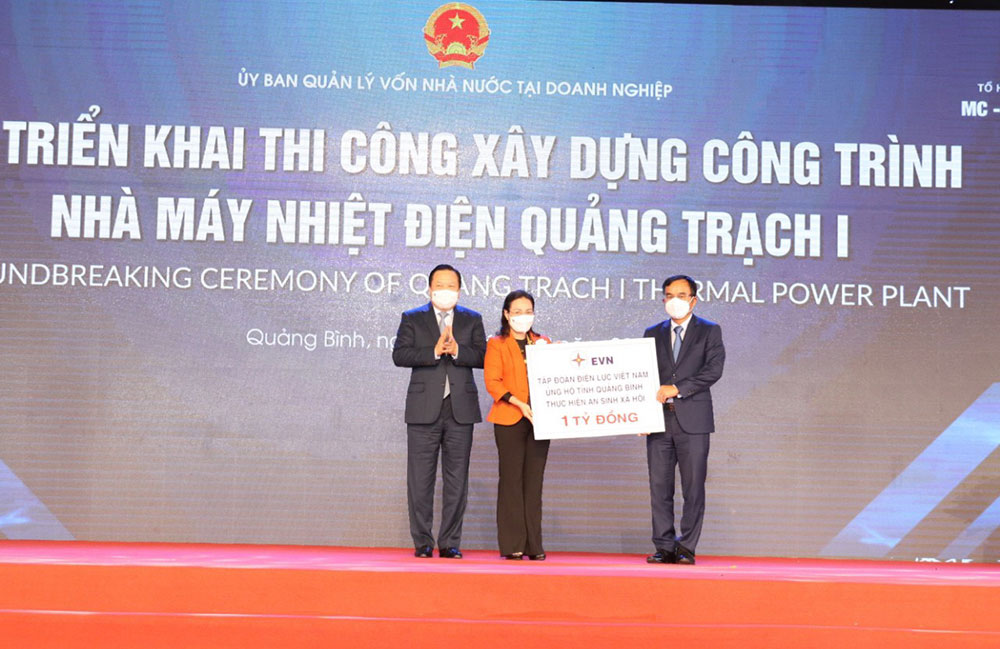 ỦY BAN QUẢN LÝ VỐN NHÀ NƯỚC TẠI DOANH NGHIỆP
TỔ
MC -
TRIỂN KHAI THI CÔNG XÂY DỰNG CÔNG TRÌNH
NHÀ MÁY NHIỆT ĐIỆN QUẢNG TRẠCH I
UNDBREAKING CEREMONY OF QUANG TRACH I THERMAL POWER PLANT
Quảng Bình,
EVN
TẬP ĐOÀN ĐIỆN LỰC VIỆT NAM
ỦNG HỘ TỈNH QUẢNG BÌNH
THỰC HIỆN AN SINH XÃ HỘI
1 TỶ ĐỒNG